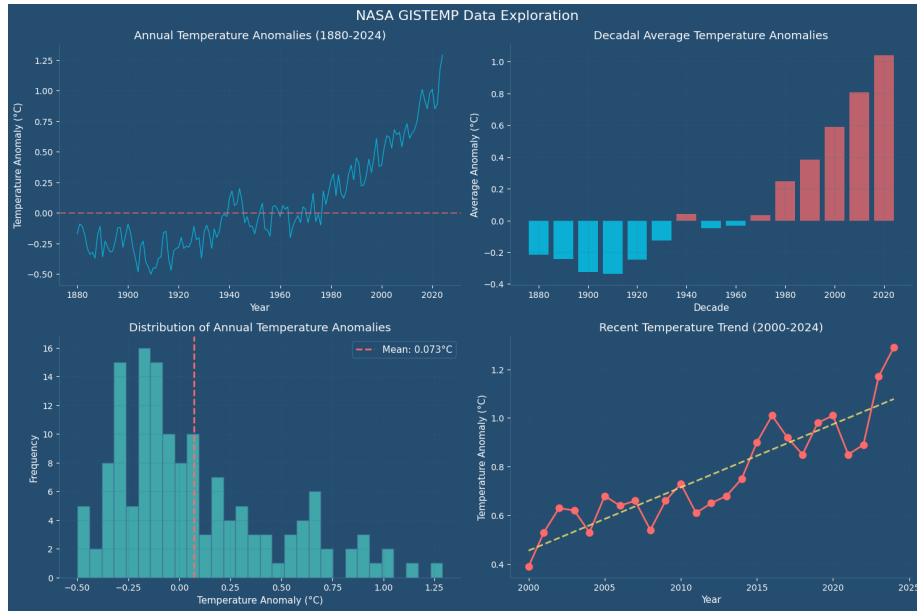 NASA GISTEMP Data Exploration
Annual Temperature Anomalies (1880-2024)
Temperature Anomaly (°C)
1.25
1.00
0.75
0.50
0.25
0.00
−0.25
−0.50
1880 1900 1920 1940 1960 1980 2000 2020
Year
Decadal Average Temperature Anomalies
Average Anomaly (°C)
1.0
0.8
0.6
0.4
0.2
0.0
−0.2
−0.4
1880 1900 1920 1940 1960 1980 2000 2020
Decade
Distribution of Annual Temperature Anomalies
Mean: 0.073°C
Frequency
16
14
12
10
8
6
4
2
0
−0.50 −0.25 0.00 0.25 0.50 0.75 1.00 1.25
Temperature Anomaly (°C)
Recent Temperature Trend (2000-2024)
Temperature Anomaly (°C)
1.2
1.0
0.8
0.6
0.4
2000 2005 2010 2015 2020 2025
Year